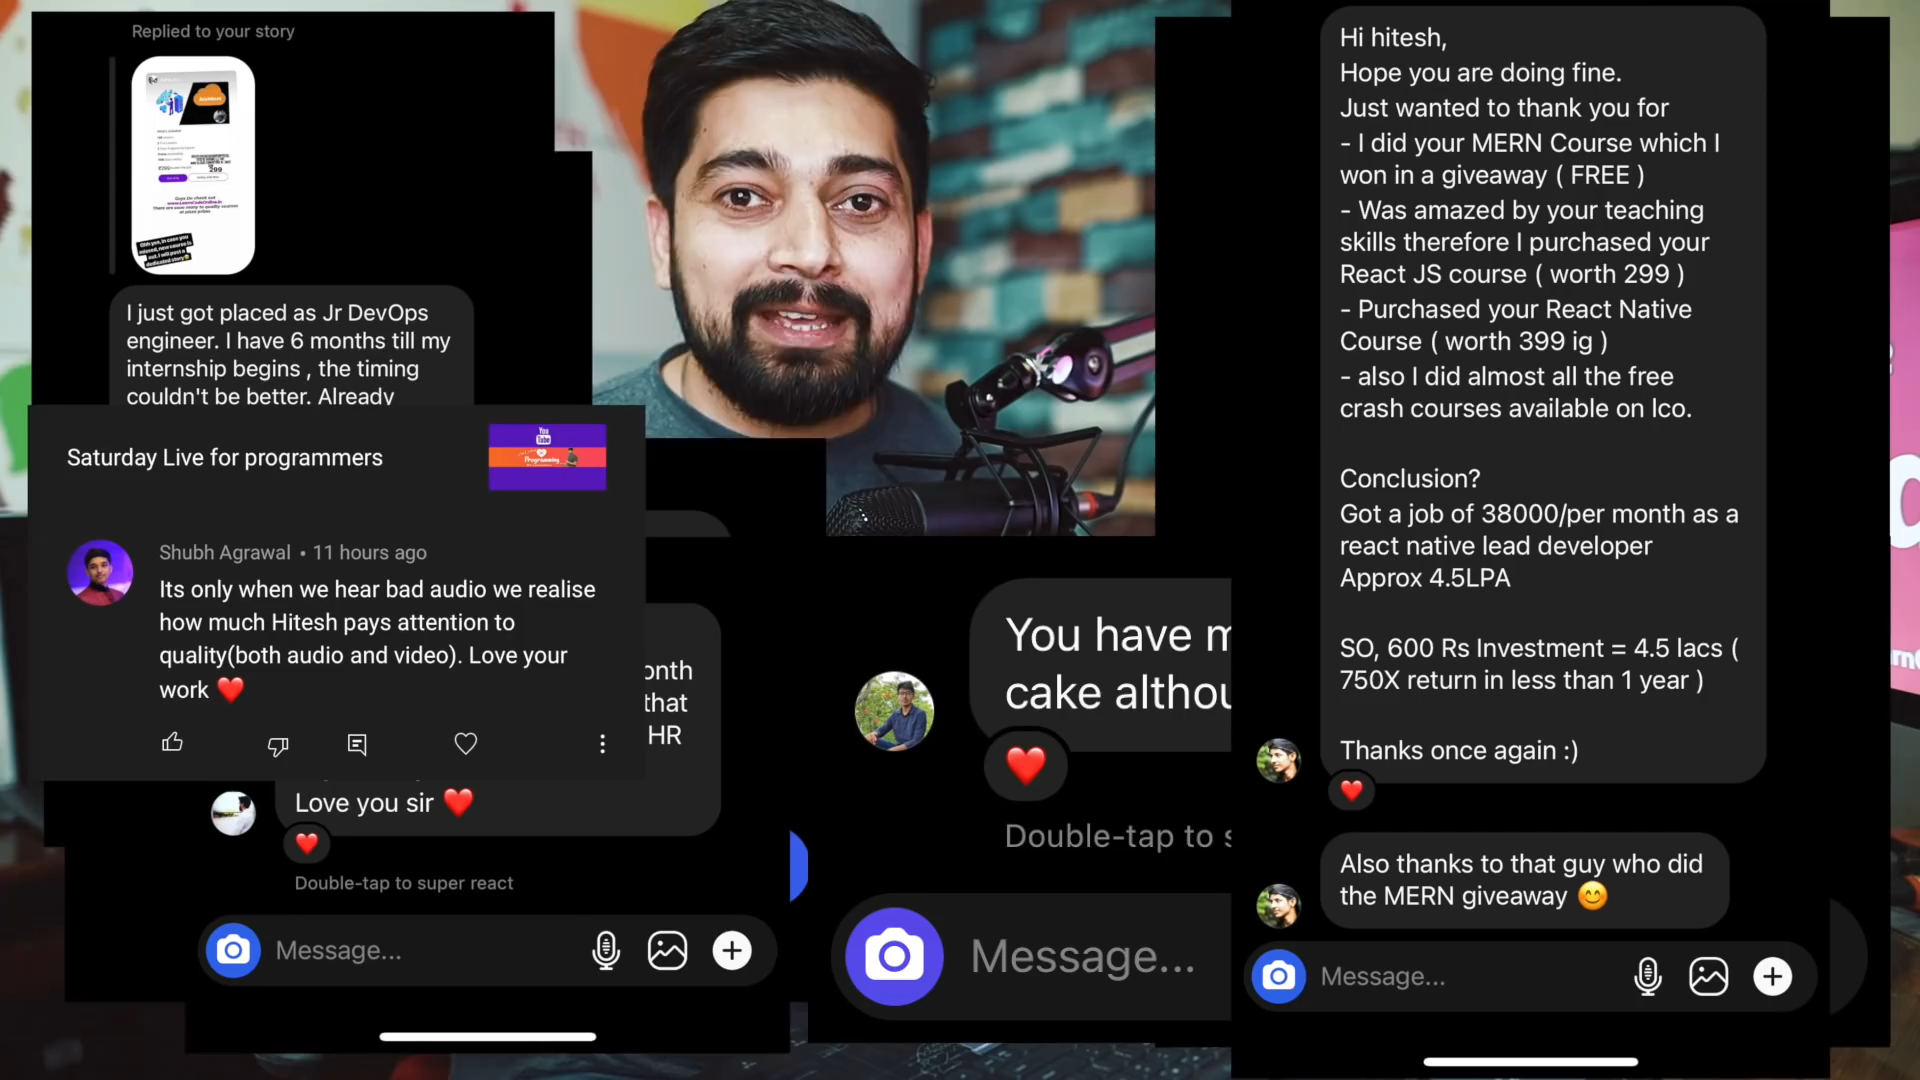 Replied to your story
299
I just got placed as Jr DevOps
engineer. I have 6 months till my
internship begins , the timing
couldn't be better. Already
Saturday Live for programmers
You
Tube
Programming
Shubh Agrawal • 11 hours ago
Its only when we hear bad audio we realise
how much Hitesh pays attention to
quality(both audio and video). Love your
work ❤️
onth
that
HR
Love you sir ❤️
Double-tap to super react
Message...
You have m
cake althou
Double-tap to s
Message...
Hi hitesh,
Hope you are doing fine.
Just wanted to thank you for
- I did your MERN Course which I
won in a giveaway ( FREE )
- Was amazed by your teaching
skills therefore I purchased your
React JS course ( worth 299 )
- Purchased your React Native
Course ( worth 399 ig )
- also I did almost all the free
crash courses available on lco.
Conclusion?
Got a job of 38000/per month as a
react native lead developer
Approx 4.5LPA
SO, 600 Rs Investment = 4.5 lacs (
750X return in less than 1 year )
Thanks once again :)
Also thanks to that guy who did
the MERN giveaway 😊
Message...